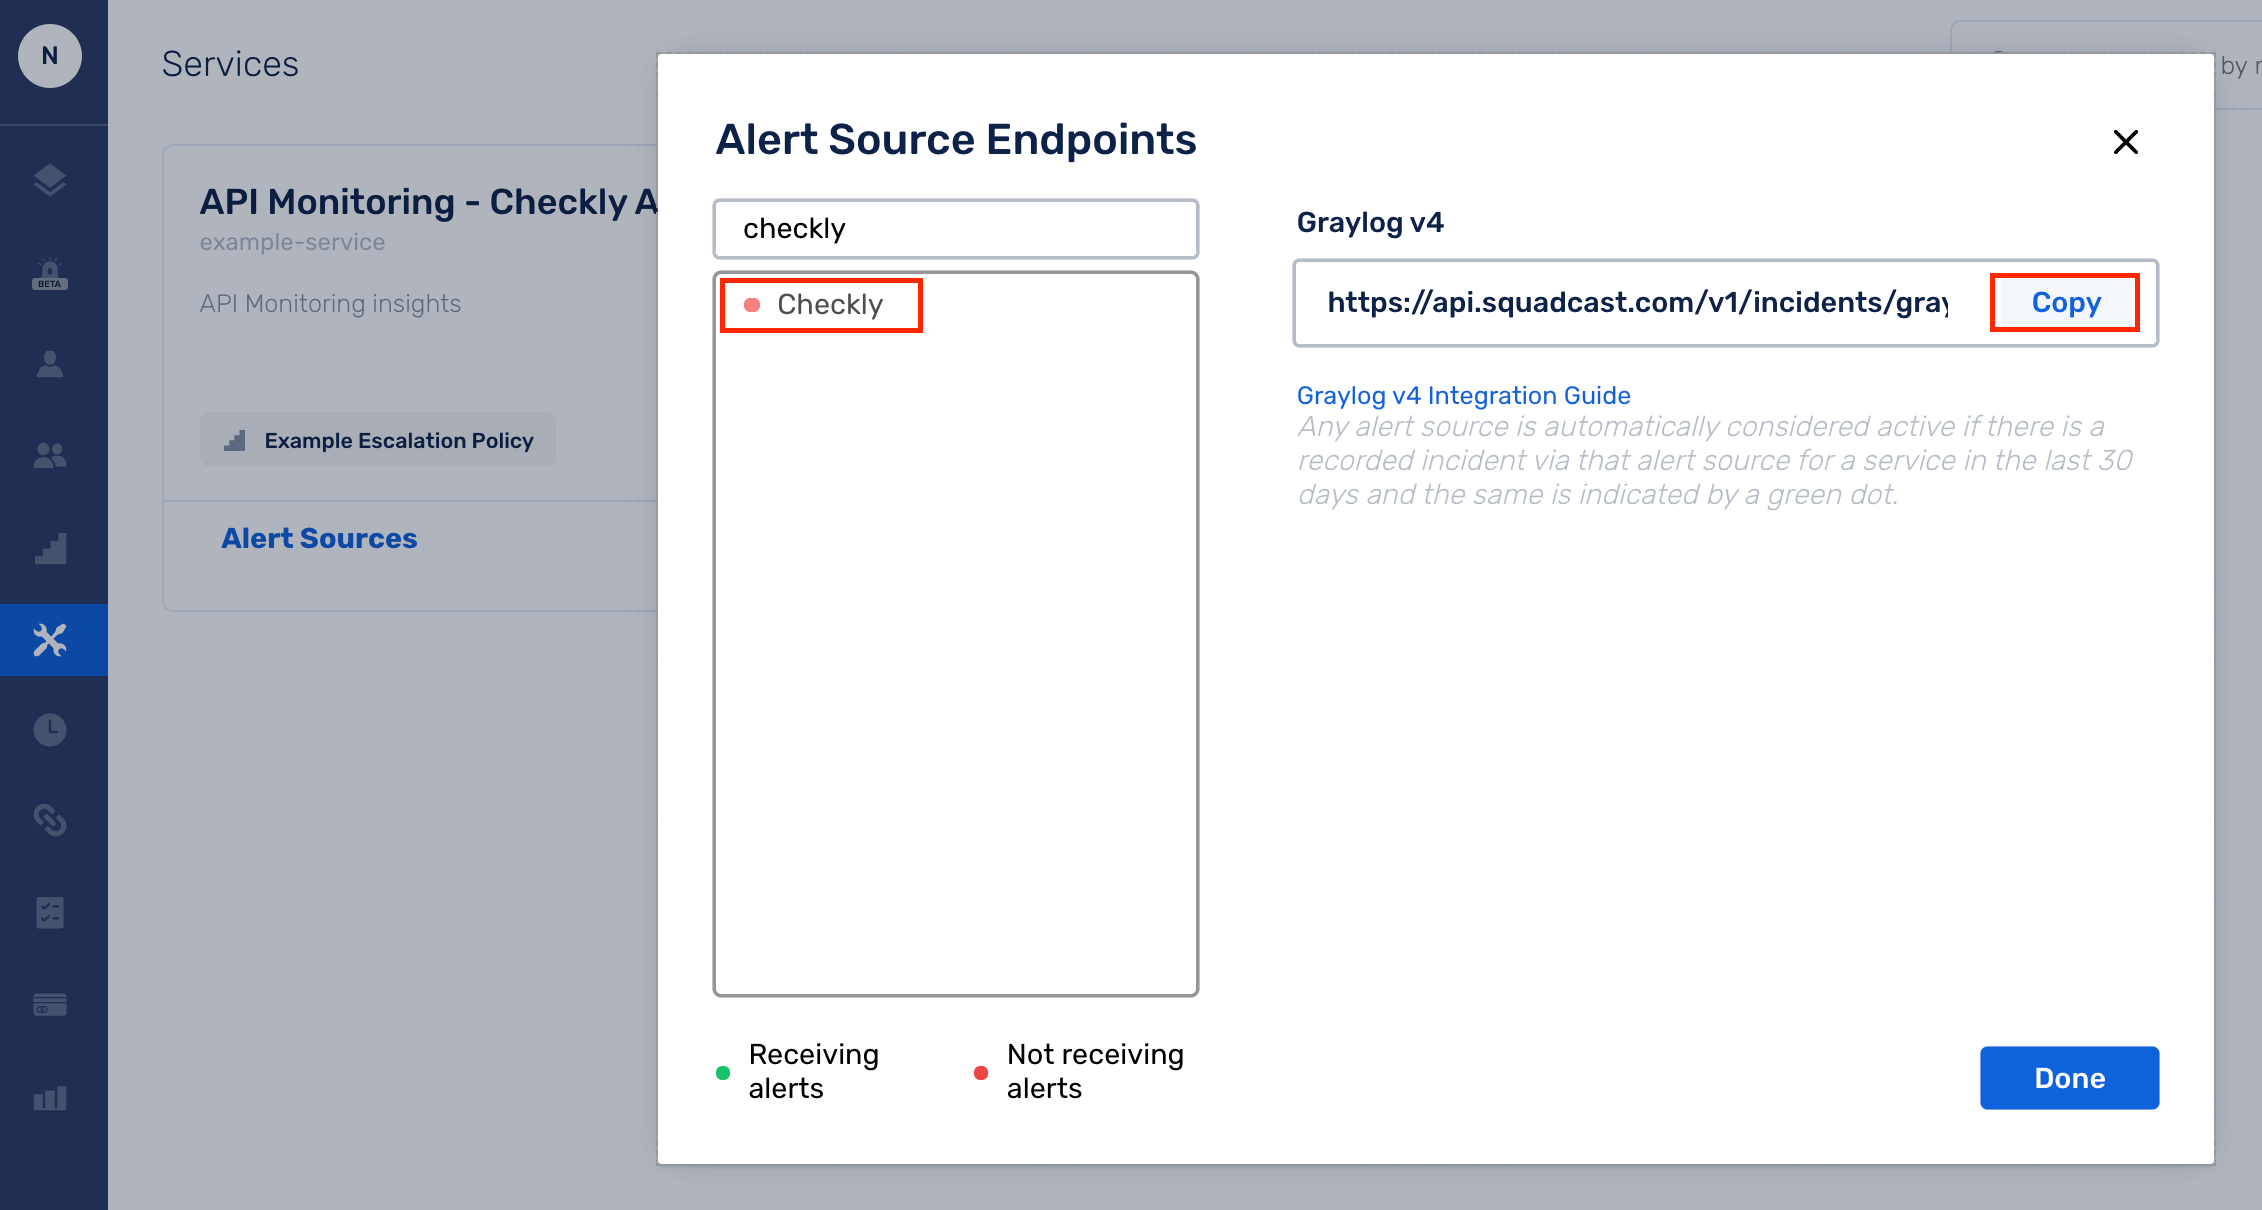 N
Services
by
BETA
API Monitoring - Checkly A
example-service
API Monitoring insights
Example Escalation Policy
Alert Sources
Alert Source Endpoints
checkly
Checkly
Receiving
alerts
Not receiving
alerts
Graylog v4
https://api.squadcast.com/v1/incidents/gray
Copy
Graylog v4 Integration Guide
Any alert source is automatically considered active if there is a
recorded incident via that alert source for a service in the last 30
days and the same is indicated by a green dot.
Done